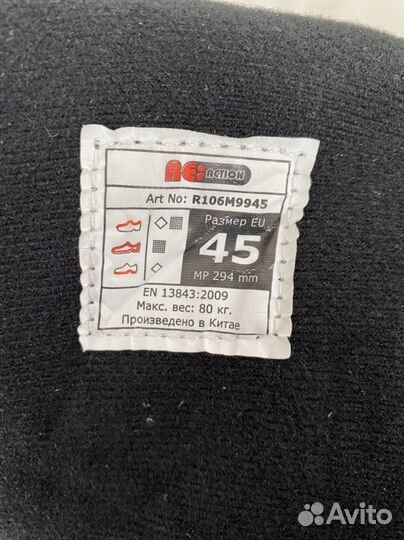 RE:ACTION
Art No: R106M9945
Размер EU
45
MP 294 mm
EN 13843:2009
Макс. вес: 80 кг.
Произведено в Китае
Avito